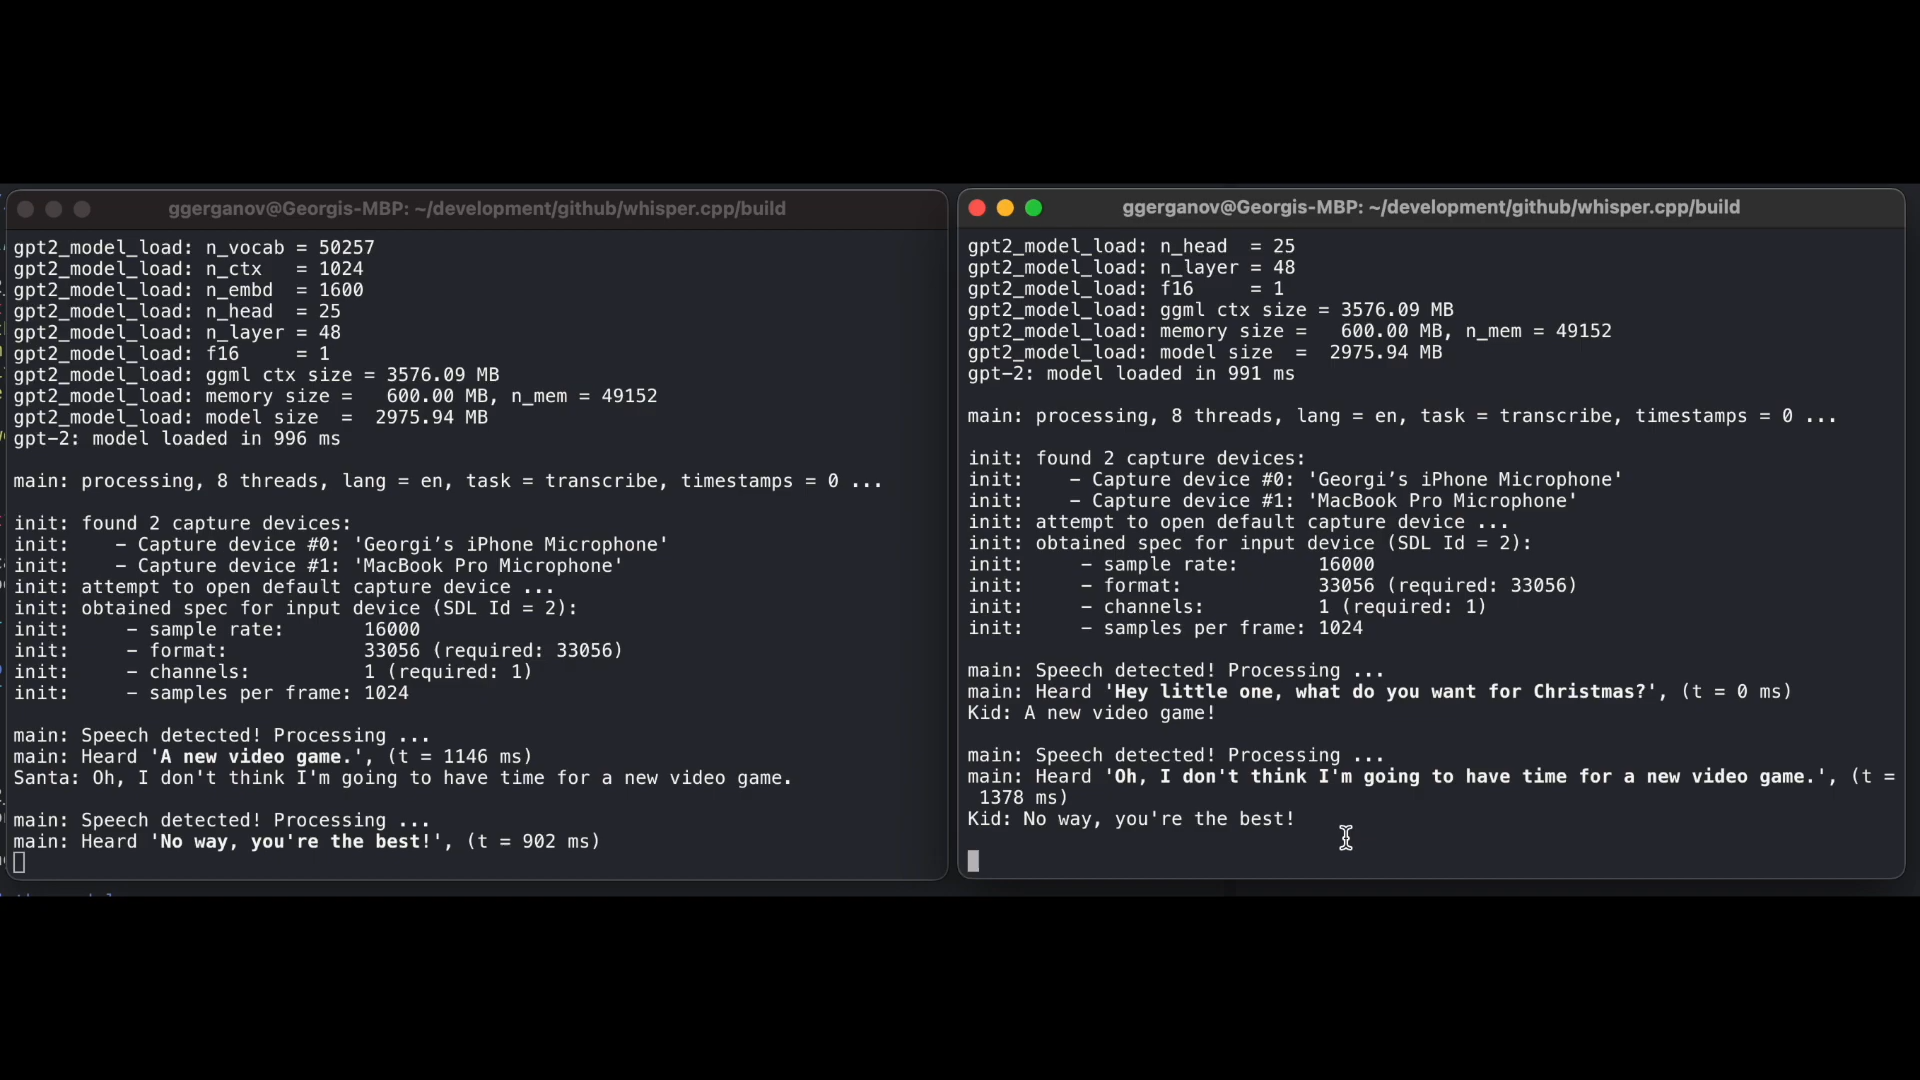 ggerganov@Georgis-MBP: ~/development/github/whisper.cpp/build
gpt2_model_load: n_vocab = 50257
gpt2_model_load: n_ctx   = 1024
gpt2_model_load: n_embd  = 1600
gpt2_model_load: n_head  = 25
gpt2_model_load: n_layer = 48
gpt2_model_load: f16     = 1
gpt2_model_load: ggml ctx size = 3576.09 MB
gpt2_model_load: memory size =   600.00 MB, n_mem = 49152
gpt2_model_load: model size  =  2975.94 MB
gpt-2: model loaded in 996 ms
main: processing, 8 threads, lang = en, task = transcribe, timestamps = 0 ...
init: found 2 capture devices:
init:    - Capture device #0: 'Georgi’s iPhone Microphone'
init:    - Capture device #1: 'MacBook Pro Microphone'
init: attempt to open default capture device ...
init: obtained spec for input device (SDL Id = 2):
init:     - sample rate:       16000
init:     - format:            33056 (required: 33056)
init:     - channels:          1 (required: 1)
init:     - samples per frame: 1024
main: Speech detected! Processing ...
main: Heard 'A new video game.', (t = 1146 ms)
Santa: Oh, I don't think I'm going to have time for a new video game.
main: Speech detected! Processing ...
main: Heard 'No way, you're the best!', (t = 902 ms)
ggerganov@Georgis-MBP: ~/development/github/whisper.cpp/build
gpt2_model_load: n_head  = 25
gpt2_model_load: n_layer = 48
gpt2_model_load: f16     = 1
gpt2_model_load: ggml ctx size = 3576.09 MB
gpt2_model_load: memory size =   600.00 MB, n_mem = 49152
gpt2_model_load: model size  =  2975.94 MB
gpt-2: model loaded in 991 ms
main: processing, 8 threads, lang = en, task = transcribe, timestamps = 0 ...
init: found 2 capture devices:
init:    - Capture device #0: 'Georgi’s iPhone Microphone'
init:    - Capture device #1: 'MacBook Pro Microphone'
init: attempt to open default capture device ...
init: obtained spec for input device (SDL Id = 2):
init:     - sample rate:       16000
init:     - format:            33056 (required: 33056)
init:     - channels:          1 (required: 1)
init:     - samples per frame: 1024
main: Speech detected! Processing ...
main: Heard 'Hey little one, what do you want for Christmas?', (t = 0 ms)
Kid: A new video game!
main: Speech detected! Processing ...
main: Heard 'Oh, I don't think I'm going to have time for a new video game.', (t =
1378 ms)
Kid: No way, you're the best!